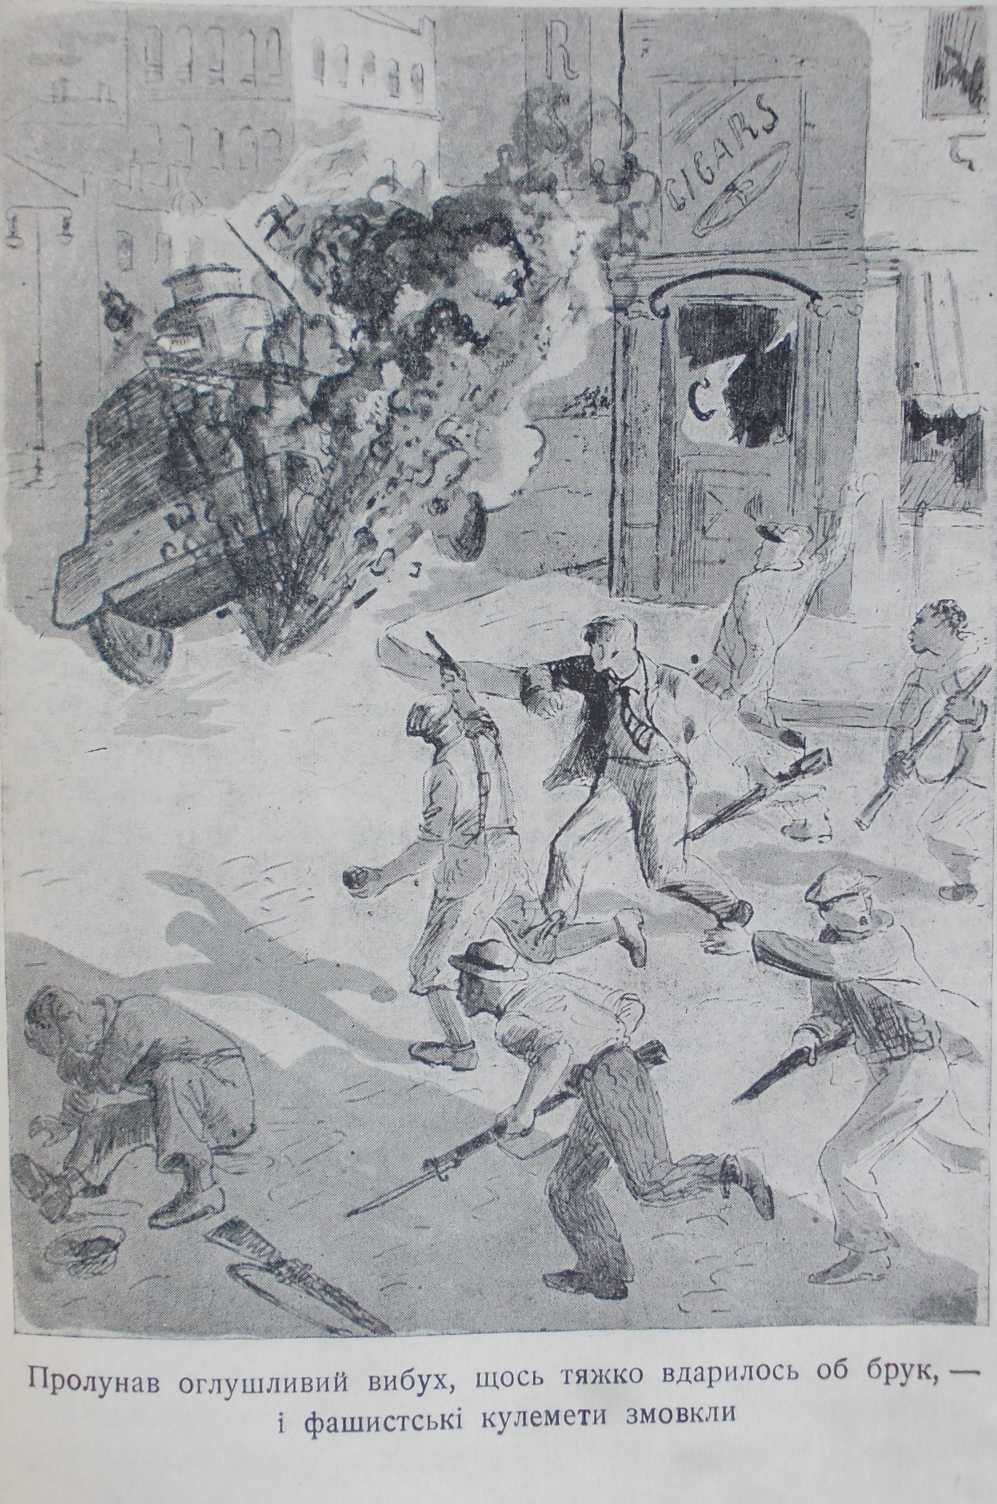 R
S
CIGARS
C
Пролунав оглушливий вибух, щось тяжко вдарилось об брук, —
і фашистські кулемети змовкли